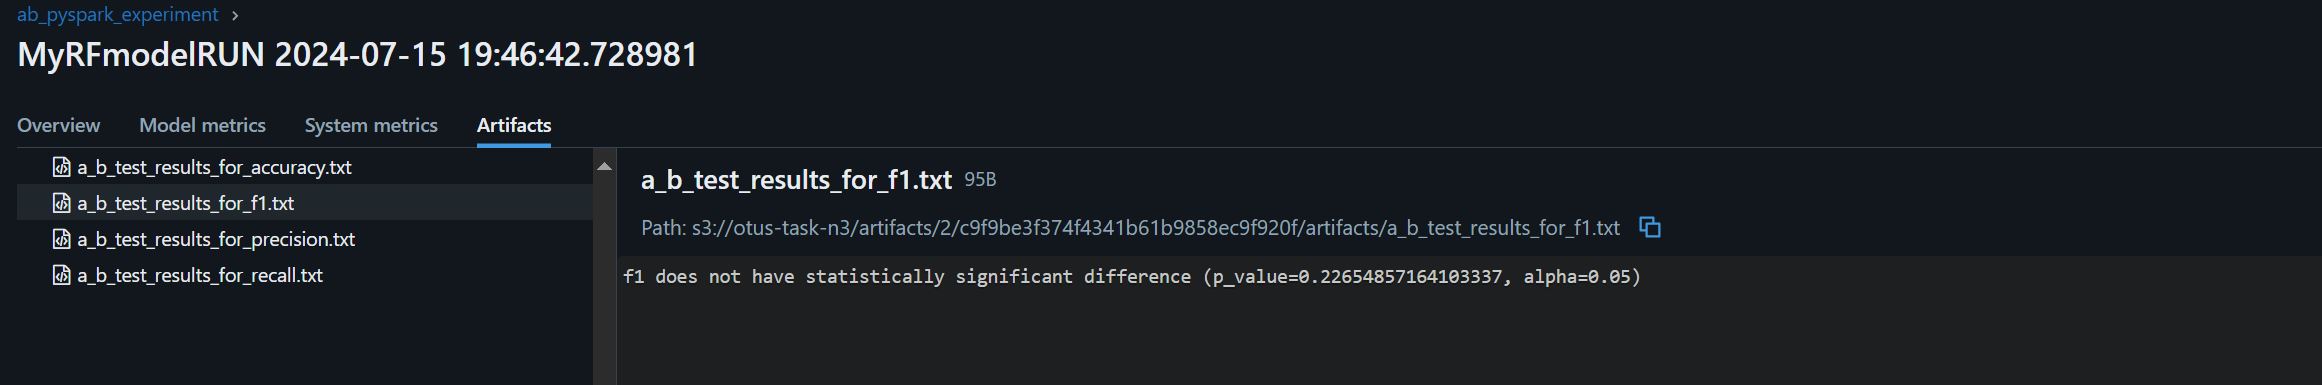 ab_pyspark_experiment >
MyRFmodelRUN 2024-07-15 19:46:42.728981
Overview Model metrics System metrics Artifacts
a_b_test_results_for_accuracy.txt
a_b_test_results_for_f1.txt
a_b_test_results_for_precision.txt
a_b_test_results_for_recall.txt
a_b_test_results_for_f1.txt 95B
Path: s3://otus-task-n3/artifacts/2/c9f9be3f374f4341b61b9858ec9f920f/artifacts/a_b_test_results_for_f1.txt
f1 does not have statistically significant difference (p_value=0.22654857164103337, alpha=0.05)